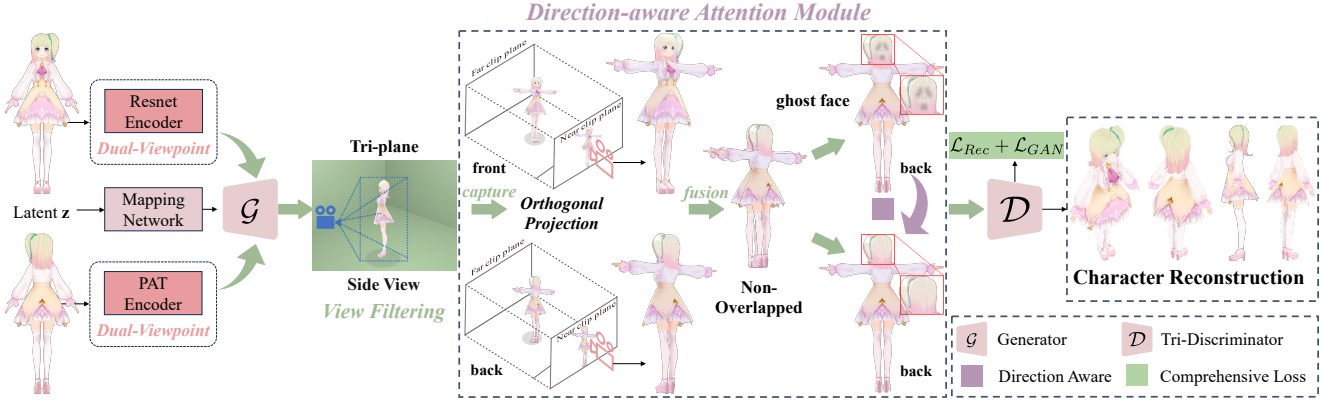 Direction-aware Attention Module
Resnet
Encoder
Dual-Viewpoint
Latent z
Mapping
Network
PAT
Encoder
Dual-Viewpoint
G
Tri-plane
Side View
View Filtering
Far clip plane
Near clip plane
front
capture
Orthogonal
Projection
Far clip plane
Near clip plane
back
fusion
Non-
Overlapped
ghost face
back
back
ℒ_Rec + ℒ_GAN
D
Character Reconstruction
G Generator
D Tri-Discriminator
Direction Aware
Comprehensive Loss